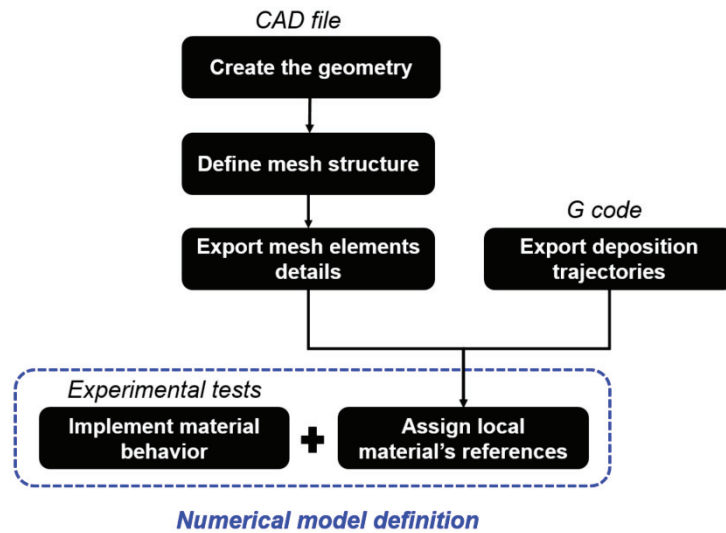 CAD file
Create the geometry
Define mesh structure
G code
Export mesh elements
details
Export deposition
trajectories
Experimental tests
Implement material
behavior
Assign local
material's references
Numerical model definition